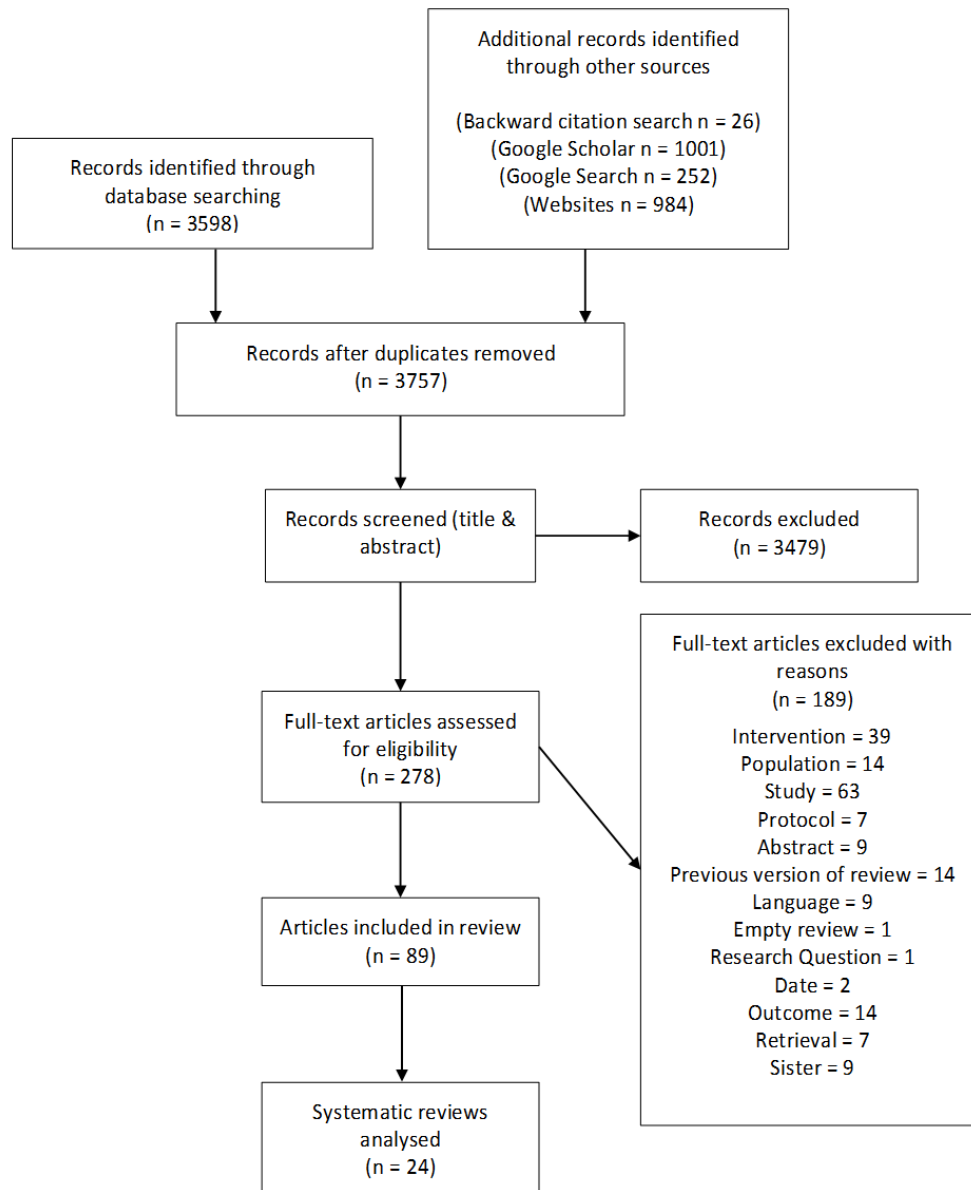 Additional records identified
through other sources
(Backward citation search n = 26)
(Google Scholar n = 1001)
(Google Search n = 252)
(Websites n = 984)
Records identified through
database searching
(n = 3598)
Records after duplicates removed
(n = 3757)
Records screened (title &
abstract)
Records excluded
(n = 3479)
Full-text articles assessed
for eligibility
(n = 278)
Full-text articles excluded with
reasons
(n = 189)
Intervention = 39
Population = 14
Study = 63
Protocol = 7
Abstract = 9
Previous version of review = 14
Language = 9
Empty review = 1
Research Question = 1
Date = 2
Outcome = 14
Retrieval = 7
Sister = 9
Articles included in review
(n = 89)
Systematic reviews
analysed
(n = 24)